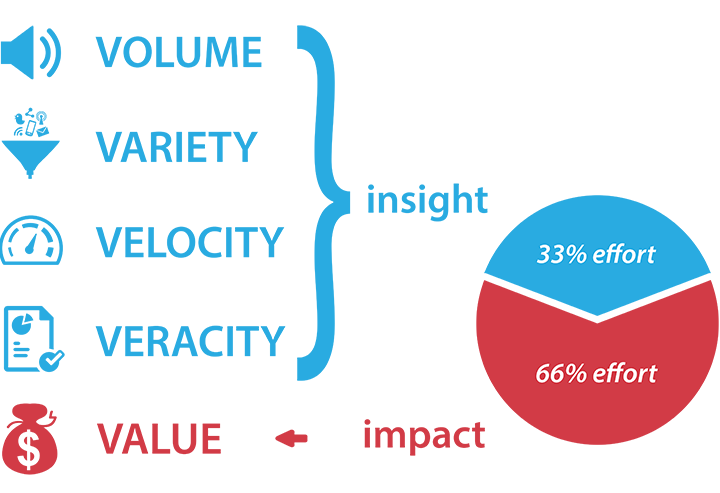 VOLUME
VARIETY
insight
VELOCITY
33% effort
VERACITY
66% effort
VALUE
impact
$